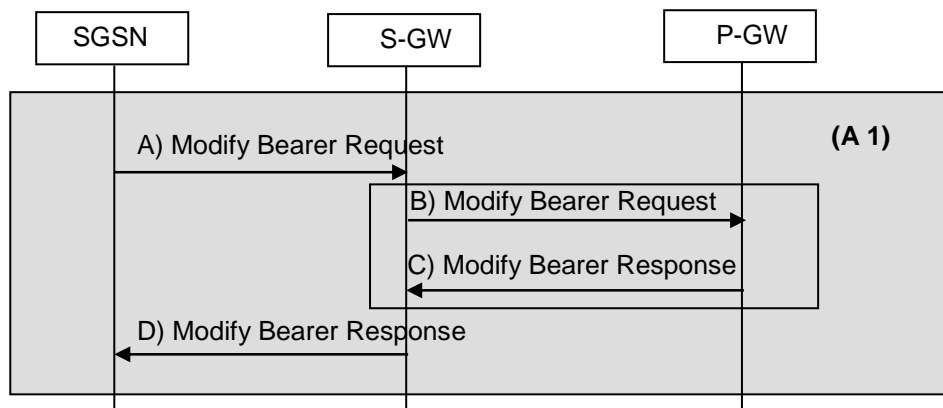 SGSN
S-GW
P-GW
(A 1)
A) Modify Bearer Request
B) Modify Bearer Request
C) Modify Bearer Response
D) Modify Bearer Response